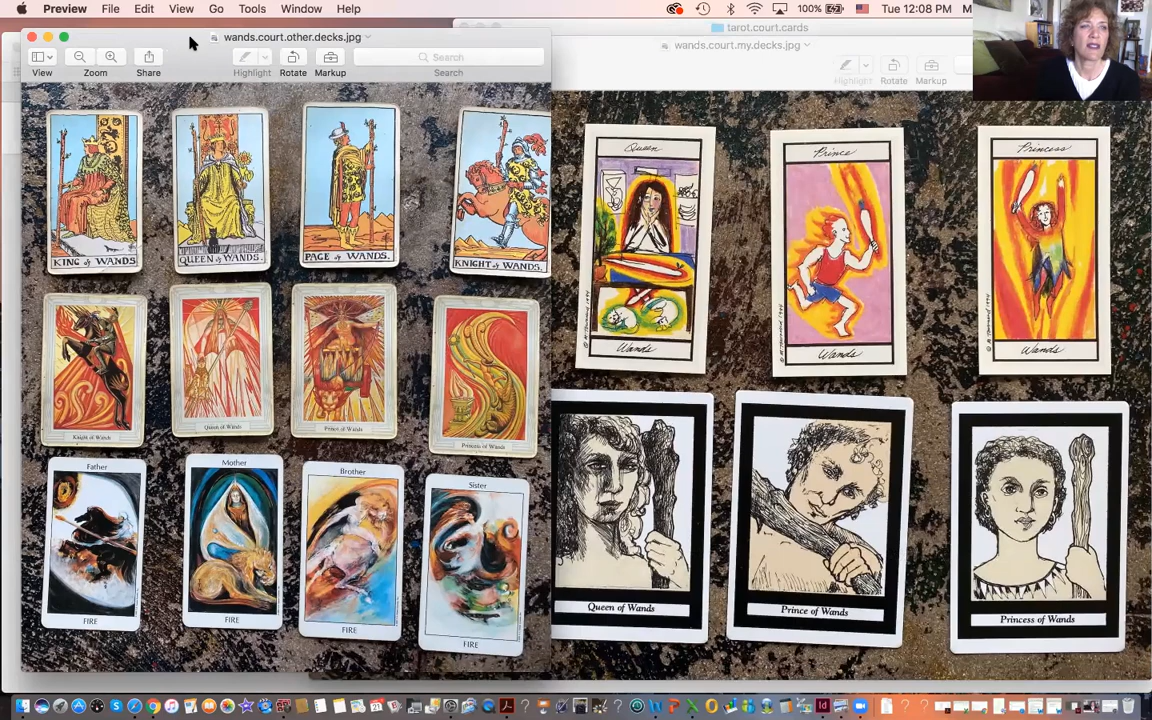 Preview File Edit View Go Tools Window Help
100% Tue 12:08 PM
wands.court.other.decks.jpg
View Zoom Share Highlight Rotate Markup Search
Search
tarot.court.cards
wands.court.my.decks.jpg
Highlight Rotate Markup
KING of WANDS.
QUEEN of WANDS.
PAGE of WANDS.
KNIGHT of WANDS.
Queen
Wands
Prince
Wands
Princess
Wands
Knight of Wands
Queen of Wands
Prince of Wands
Princess of Wands
Father
FIRE
Mother
FIRE
Brother
FIRE
Sister
FIRE
Queen of Wands
Prince of Wands
Princess of Wands